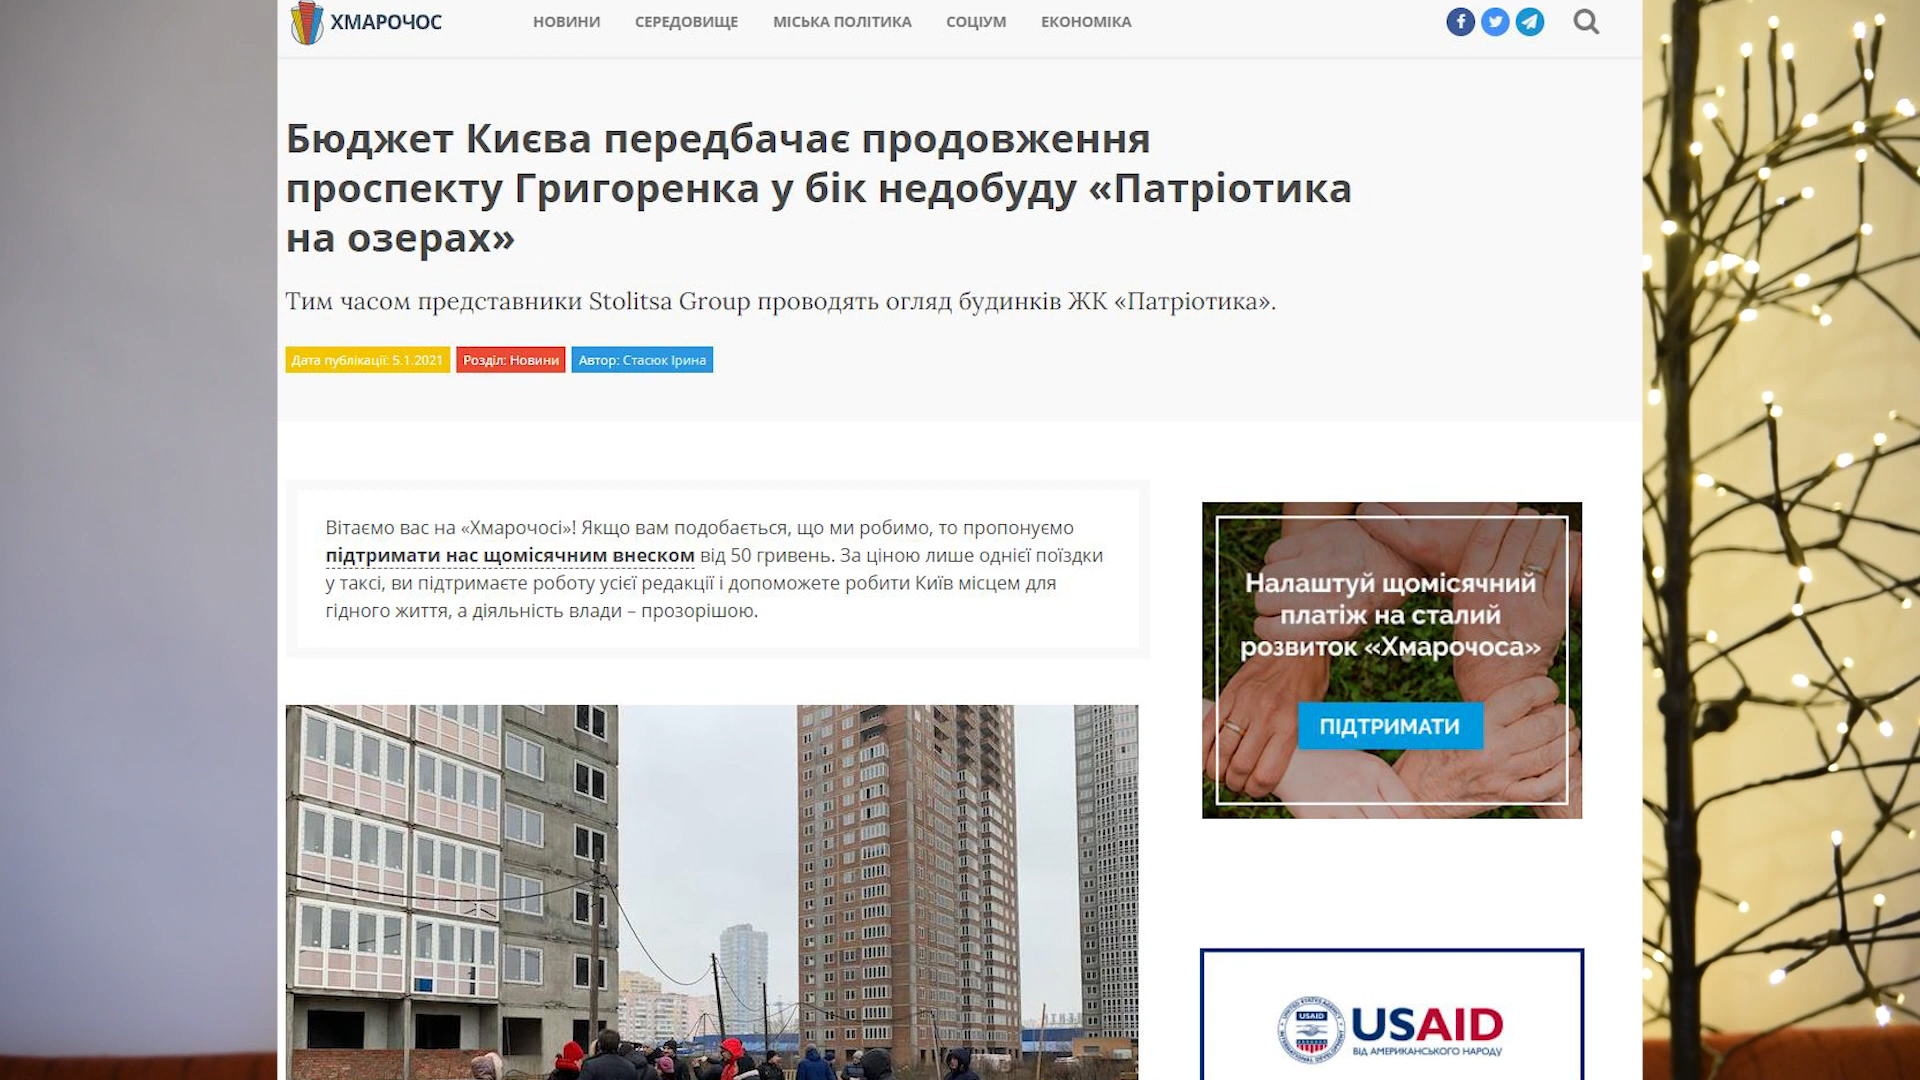 ХМАРОЧОС
НОВИНИ СЕРЕДОВИЩЕ МІСЬКА ПОЛІТИКА СОЦІУМ ЕКОНОМІКА
Бюджет Києва передбачає продовження
проспекту Григоренка у бік недобуду «Патріотика
на озерах»
Тим часом представники Stolitsa Group проводять огляд будинків ЖК «Патріотика».
Дата публікації: 5.1.2021 Розділ: Новини Автор: Стасюк Ірина
Вітаємо вас на «Хмарочосі»! Якщо вам подобається, що ми робимо, то пропонуємо
підтримати нас щомісячним внеском від 50 гривень. За ціною лише однієї поїздки
у таксі, ви підтримаєте роботу усієї редакції і допоможете робити Київ місцем для
гідного життя, а діяльність влади – прозорішою.
Налаштуй щомісячний
платіж на сталий
розвиток «Хмарочоса»
ПІДТРИМАТИ
USAID
USAID
ВІД АМЕРИКАНСЬКОГО НАРОДУ